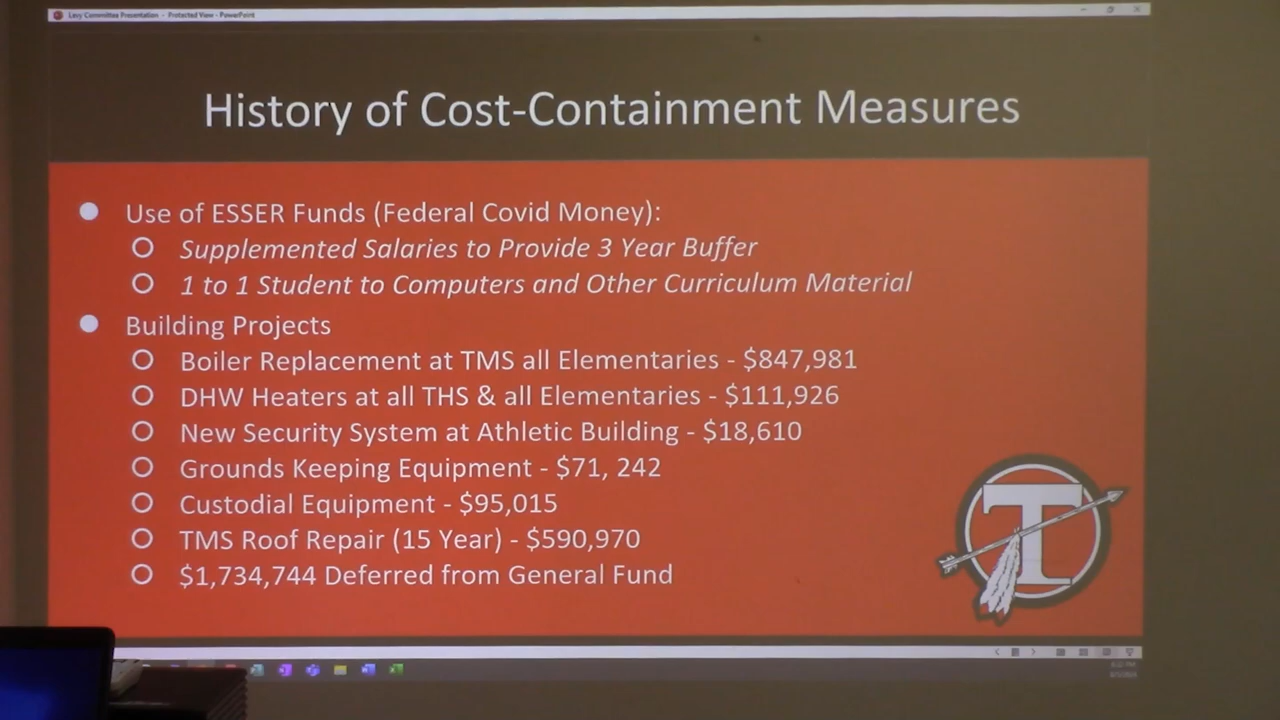 Levy Committee Presentation - Protected View - PowerPoint
History of Cost-Containment Measures
Use of ESSER Funds (Federal Covid Money):
Supplemented Salaries to Provide 3 Year Buffer
1 to 1 Student to Computers and Other Curriculum Material
Building Projects
Boiler Replacement at TMS all Elementaries - $847,981
DHW Heaters at all THS & all Elementaries - $111,926
New Security System at Athletic Building - $18,610
Grounds Keeping Equipment - $71, 242
Custodial Equipment - $95,015
TMS Roof Repair (15 Year) - $590,970
$1,734,744 Deferred from General Fund
T